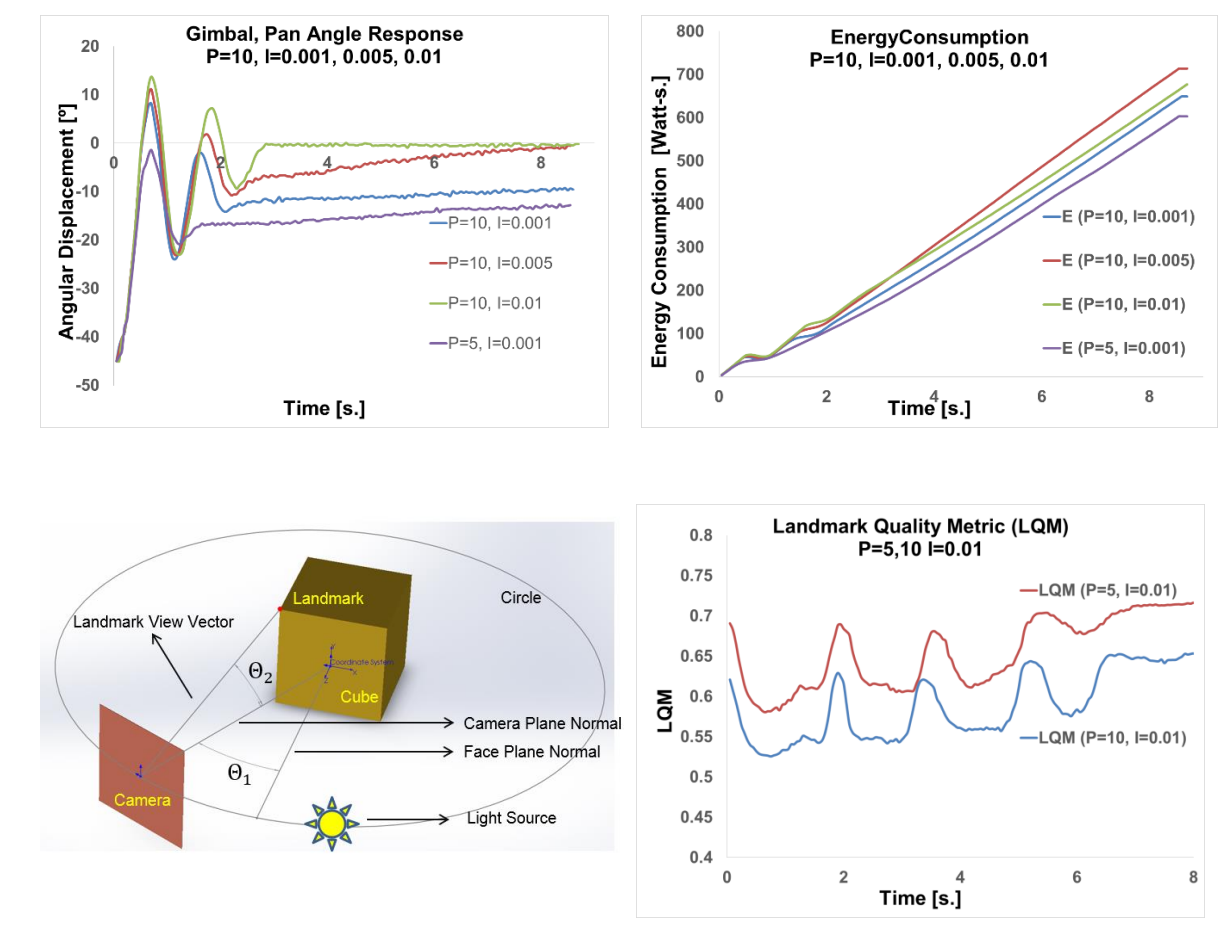 Gimbal, Pan Angle Response
P=10, I=0.001, 0.005, 0.01
20
10
0
-10
-20
-30
-40
-50
0
2
4
6
8
Angular Displacement [º]
Time [s.]
P=10, I=0.001
P=10, I=0.005
P=10, I=0.01
P=5, I=0.001
EnergyConsumption
P=10, I=0.001, 0.005, 0.01
800
700
600
500
400
300
200
100
0
0
2
4
6
8
Energy Consumption [Watt-s.]
Time [s.]
E (P=10, I=0.001)
E (P=10, I=0.005)
E (P=10, I=0.01)
E (P=5, I=0.001)
Landmark
Circle
Landmark View Vector
Θ2
Coordinate System
Cube
Camera Plane Normal
Face Plane Normal
Θ1
Camera
Light Source
Landmark Quality Metric (LQM)
P=5,10 I=0.01
0.8
0.75
0.7
0.65
0.6
0.55
0.5
0.45
0.4
0
2
4
6
8
LQM
Time [s.]
LQM (P=5, I=0.01)
LQM (P=10, I=0.01)